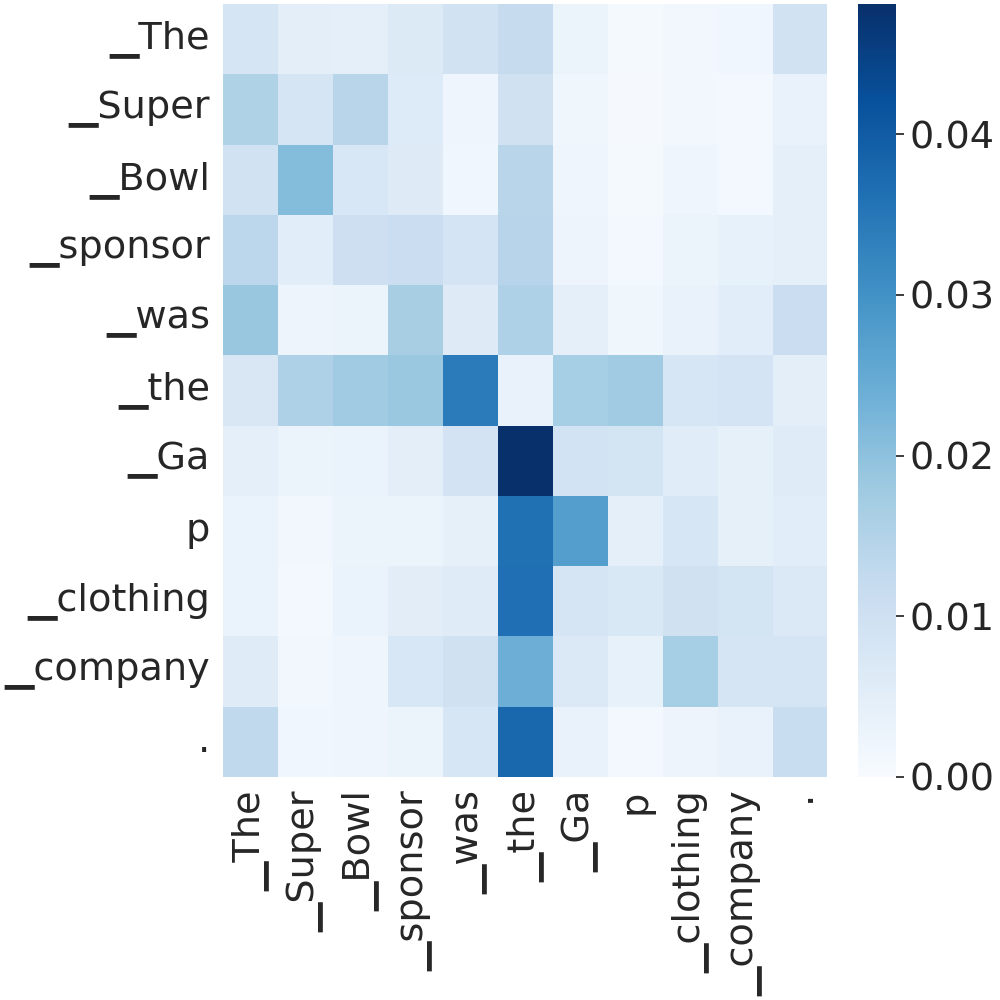 _The
_Super
_Bowl
_sponsor
_was
_the
_Ga
p
_clothing
_company
.
_The
_Super
_Bowl
_sponsor
_was
_the
_Ga
p
_clothing
_company
.
0.04
0.03
0.02
0.01
0.00